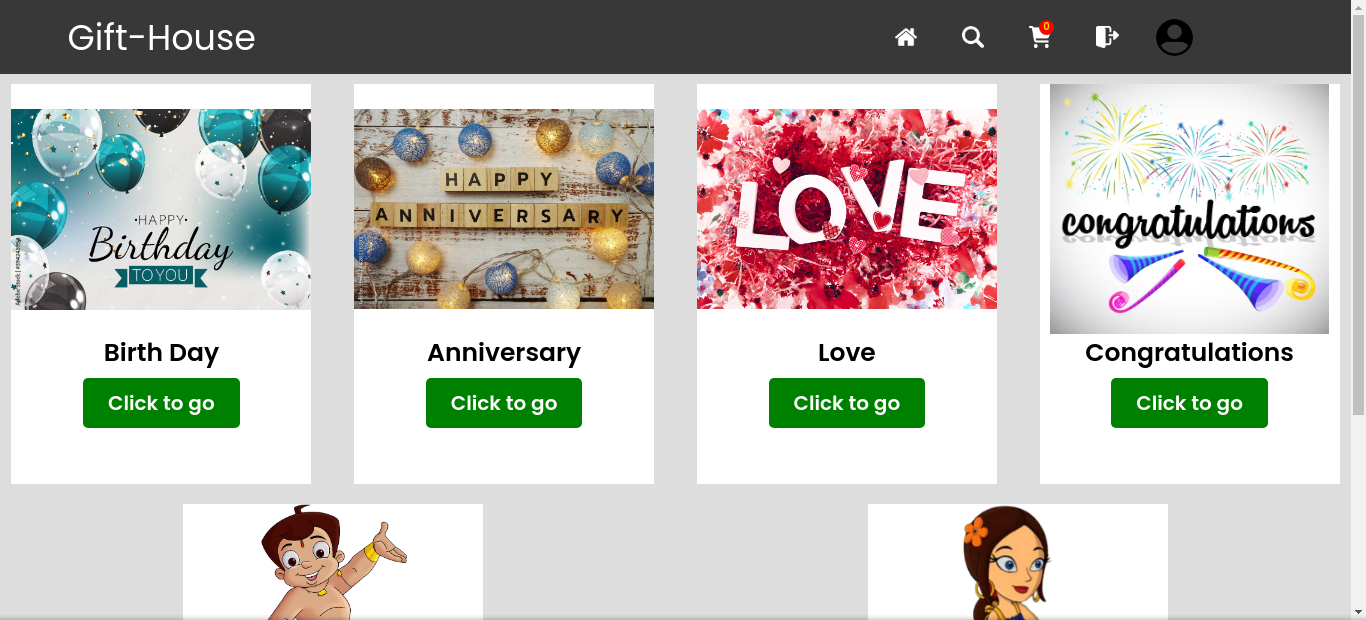 Gift-House
0
HAPPY
Birthday
TO YOU
HAPPY
ANNIVERSARY
LOVE
congratulations
Birth Day
Anniversary
Love
Congratulations
Click to go
Click to go
Click to go
Click to go